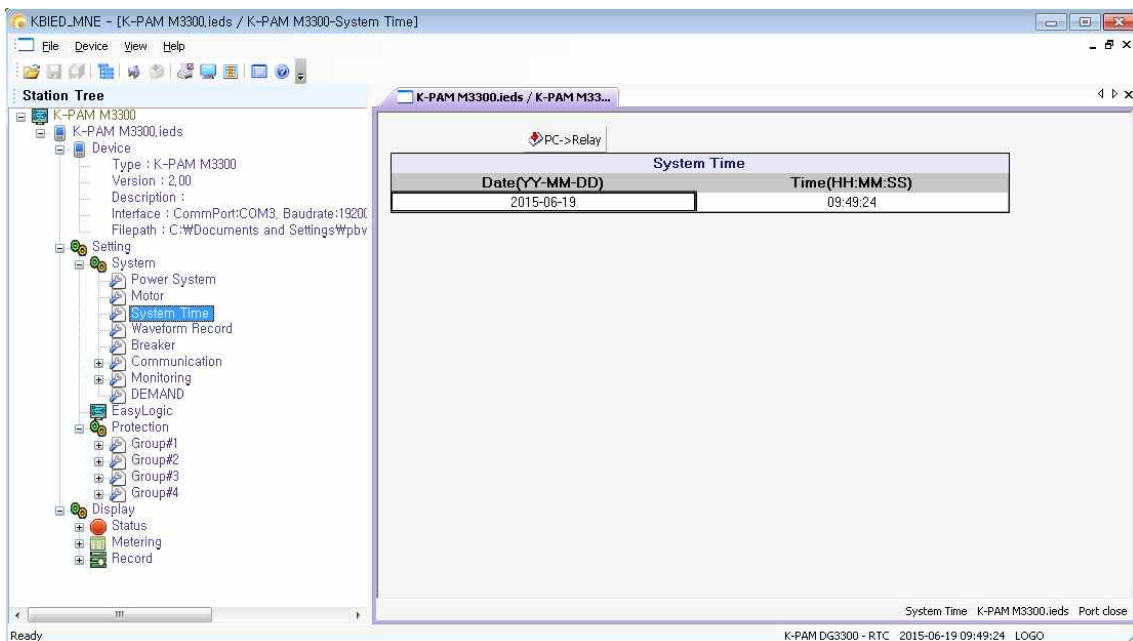 KBIED_MNE - [K-PAM M3300,ieds / K-PAM M3300-System Time]
File Device View Help
Station Tree
K-PAM M3300.ieds / K-PAM M33...
K-PAM M3300
K-PAM M3300,ieds
Device
Type : K-PAM M3300
Version : 2,00
Description :
Interface : CommPort:COM3, Baudrate:1920
Filepath : C:₩Documents and Settings₩pbv
Setting
System
Power System
Motor
System Time
Waveform Record
Breaker
Communication
Monitoring
DEMAND
EasyLogic
Protection
Group#1
Group#2
Group#3
Group#4
Display
Status
Metering
Record
PC->Relay
System Time
Date(YY-MM-DD) Time(HH:MM:SS)
2015-06-19 09:49:24
System Time K-PAM M3300.ieds Port close
Ready K-PAM DG3300 - RTC 2015-06-19 09:49:24 LOGO